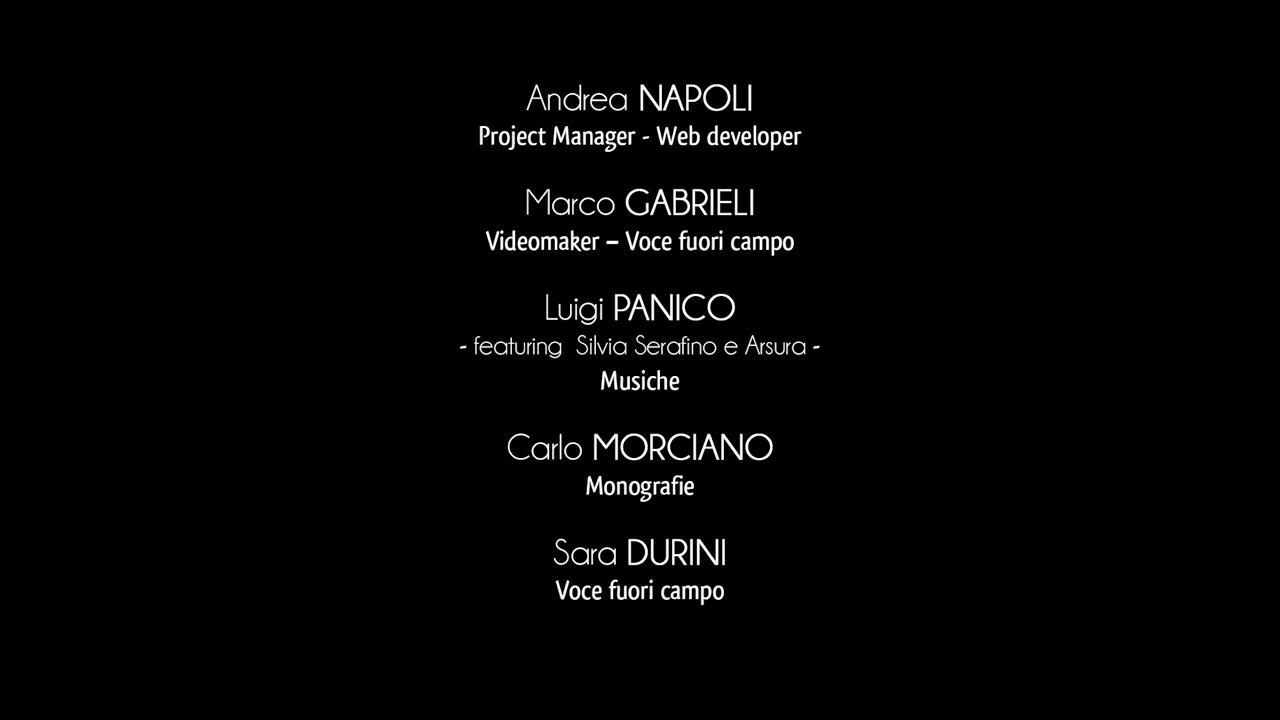 Andrea NAPOLI
Project Manager - Web developer
Marco GABRIELI
Videomaker – Voce fuori campo
Luigi PANICO
- featuring Silvia Serafino e Arsura -
Musiche
Carlo MORCIANO
Monografie
Sara DURINI
Voce fuori campo